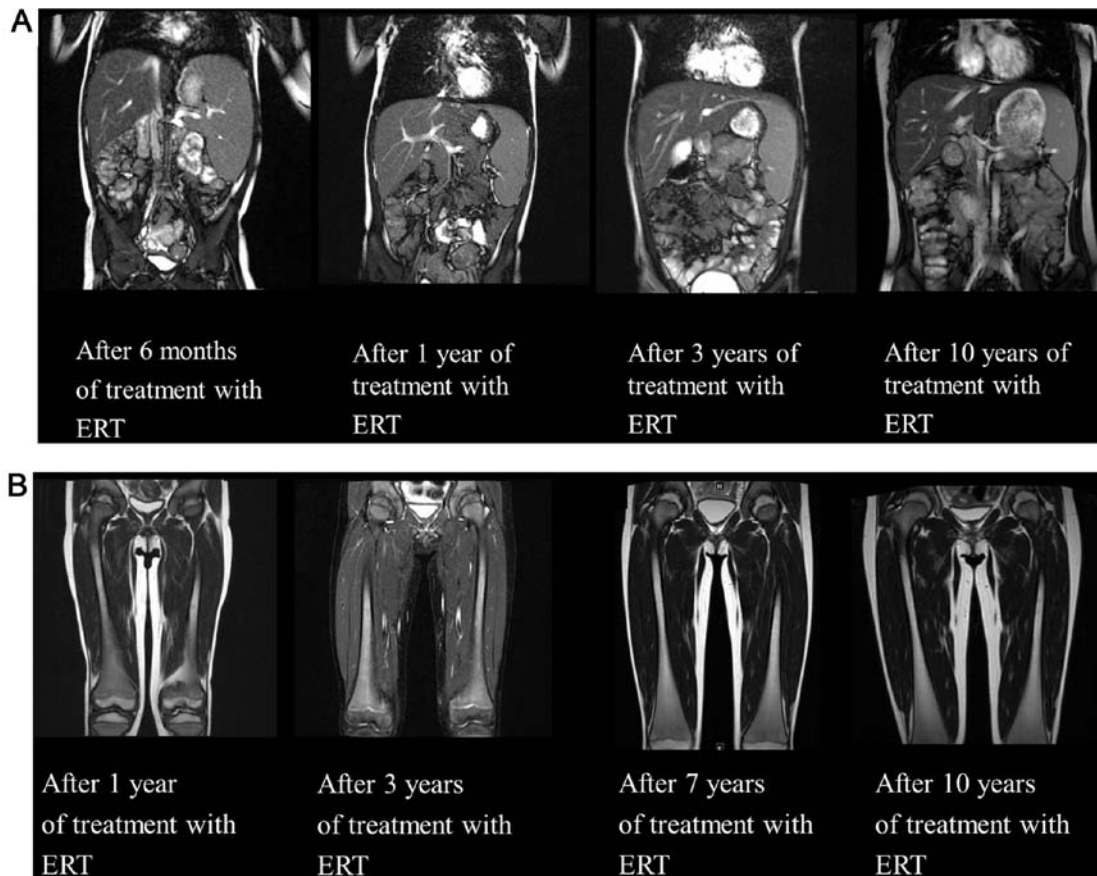 A
After 6 months
of treatment with
ERT
After 1 year of
treatment with
ERT
After 3 years of
treatment with
ERT
After 10 years of
treatment with
ERT
B
After 1 year
of treatment with
ERT
After 3 years
of treatment with
ERT
After 7 years
of treatment with
ERT
After 10 years
of treatment with
ERT